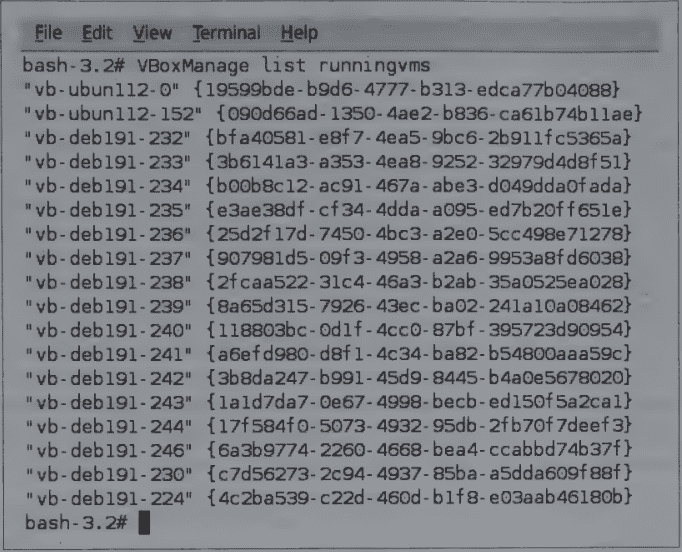 File Edit View Terminal Help
bash-3.2# VBoxManage list runningvms
"vb-ubun112-0" {19599bde-b9d6-4777-b313-edca77b04088}
"vb-ubun112-152" {090d66ad-1350-4ae2-b836-ca61b74b11ae}
"vb-deb191-232" {bfa40581-e8f7-4ea5-9bc6-2b911fc5365a}
"vb-deb191-233" {3b6141a3-a353-4ea8-9252-32979d4d8f51}
"vb-deb191-234" {b00b8c12-ac91-467a-abe3-d049dda0fada}
"vb-deb191-235" {e3ae38df-cf34-4dda-a095-ed7b20ff651e}
"vb-deb191-236" {25d2f17d-7450-4bc3-a2e0-5cc498e71278}
"vb-deb191-237" {907981d5-09f3-4958-a2a6-9953a8fd6038}
"vb-deb191-238" {2fcaa522-31c4-46a3-b2ab-35a0525ea028}
"vb-deb191-239" {8a65d315-7926-43ec-ba02-241a10a08462}
"vb-deb191-240" {118803bc-0d1f-4cc0-87bf-395723d90954}
"vb-deb191-241" {a6efd980-d8f1-4c34-ba82-b54800aaa59c}
"vb-deb191-242" {3b8da247-b991-45d9-8445-b4a0e5678020}
"vb-deb191-243" {1a1d7da7-0e67-4998-becb-ed150f5a2ca1}
"vb-deb191-244" {17f584f0-5073-4932-95db-2fb70f7deef3}
"vb-deb191-246" {6a3b9774-2260-4668-bea4-ccabbd74b37f}
"vb-deb191-230" {c7d56273-2c94-4937-85ba-a5dda609f88f}
"vb-deb191-224" {4c2ba539-c22d-460d-b1f8-e03aab46180b}
bash-3.2#